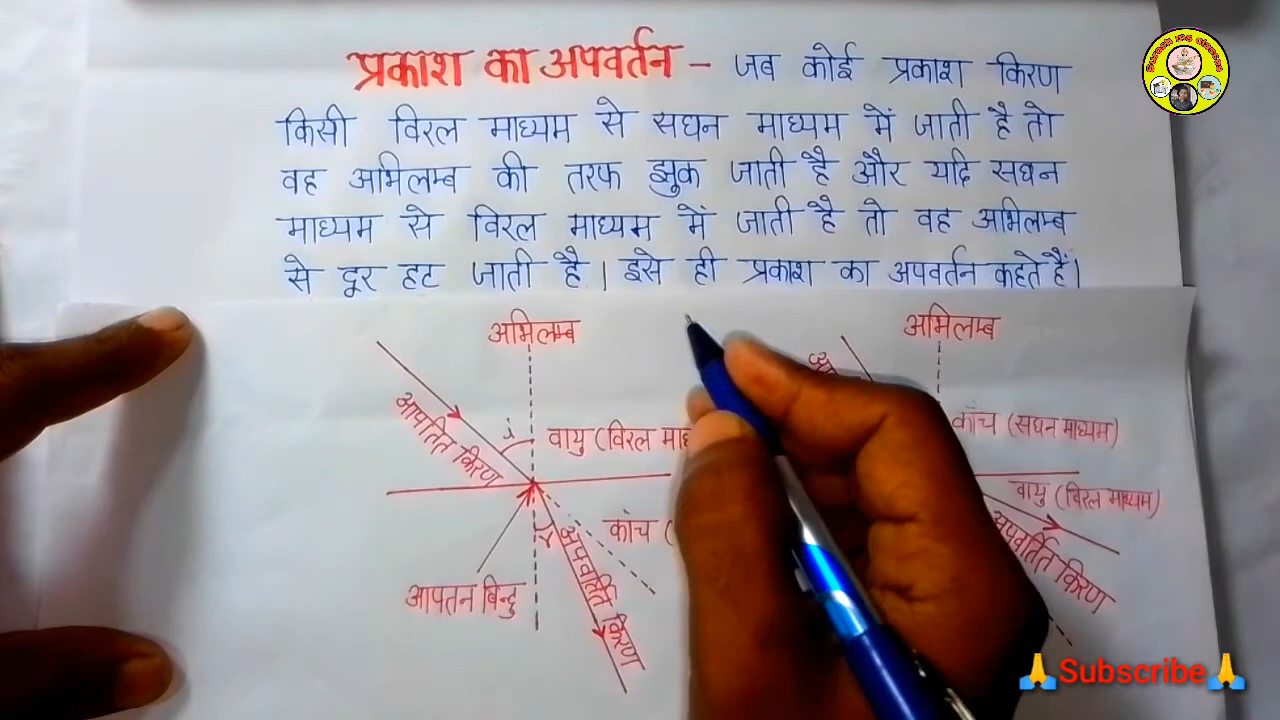 प्रकाश का अपवर्तन – जब कोई प्रकाश किरण
किसी विरल माध्यम से सघन माध्यम में जाती है तो
वह अभिलम्ब की तरफ झुक जाती है और यदि सघन
माध्यम से विरल माध्यम में जाती है तो वह अभिलम्ब
से दूर हट जाती है। इसे ही प्रकाश का अपवर्तन कहते हैं।
अभिलम्ब
आपतित किरण
i
वायु (विरल
काँच (
r
अपवर्तित किरण
आपतन बिन्दु
अभिलम्ब
काँच (सघन माध्यम)
वायु (विरल माध्यम)
अपवर्तित किरण
🙏Subscribe🙏